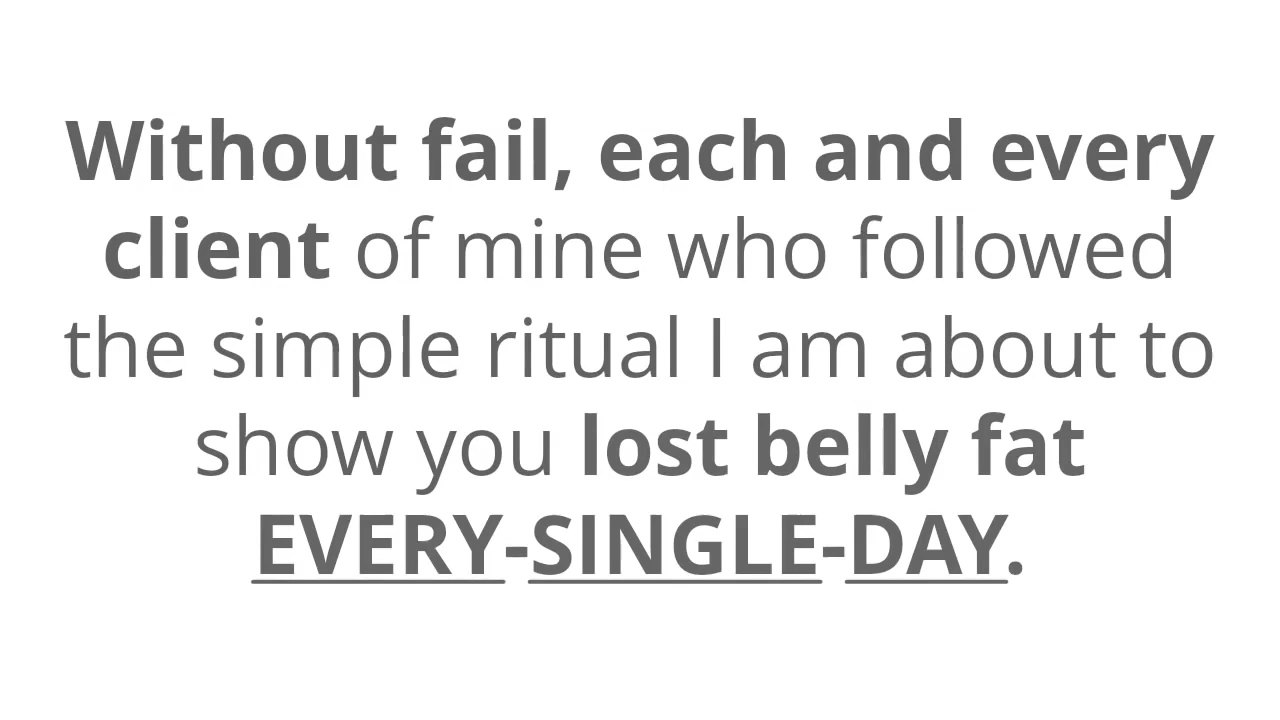 Without fail, each and every
client of mine who followed
the simple ritual I am about to
show you lost belly fat
EVERY-SINGLE-DAY.